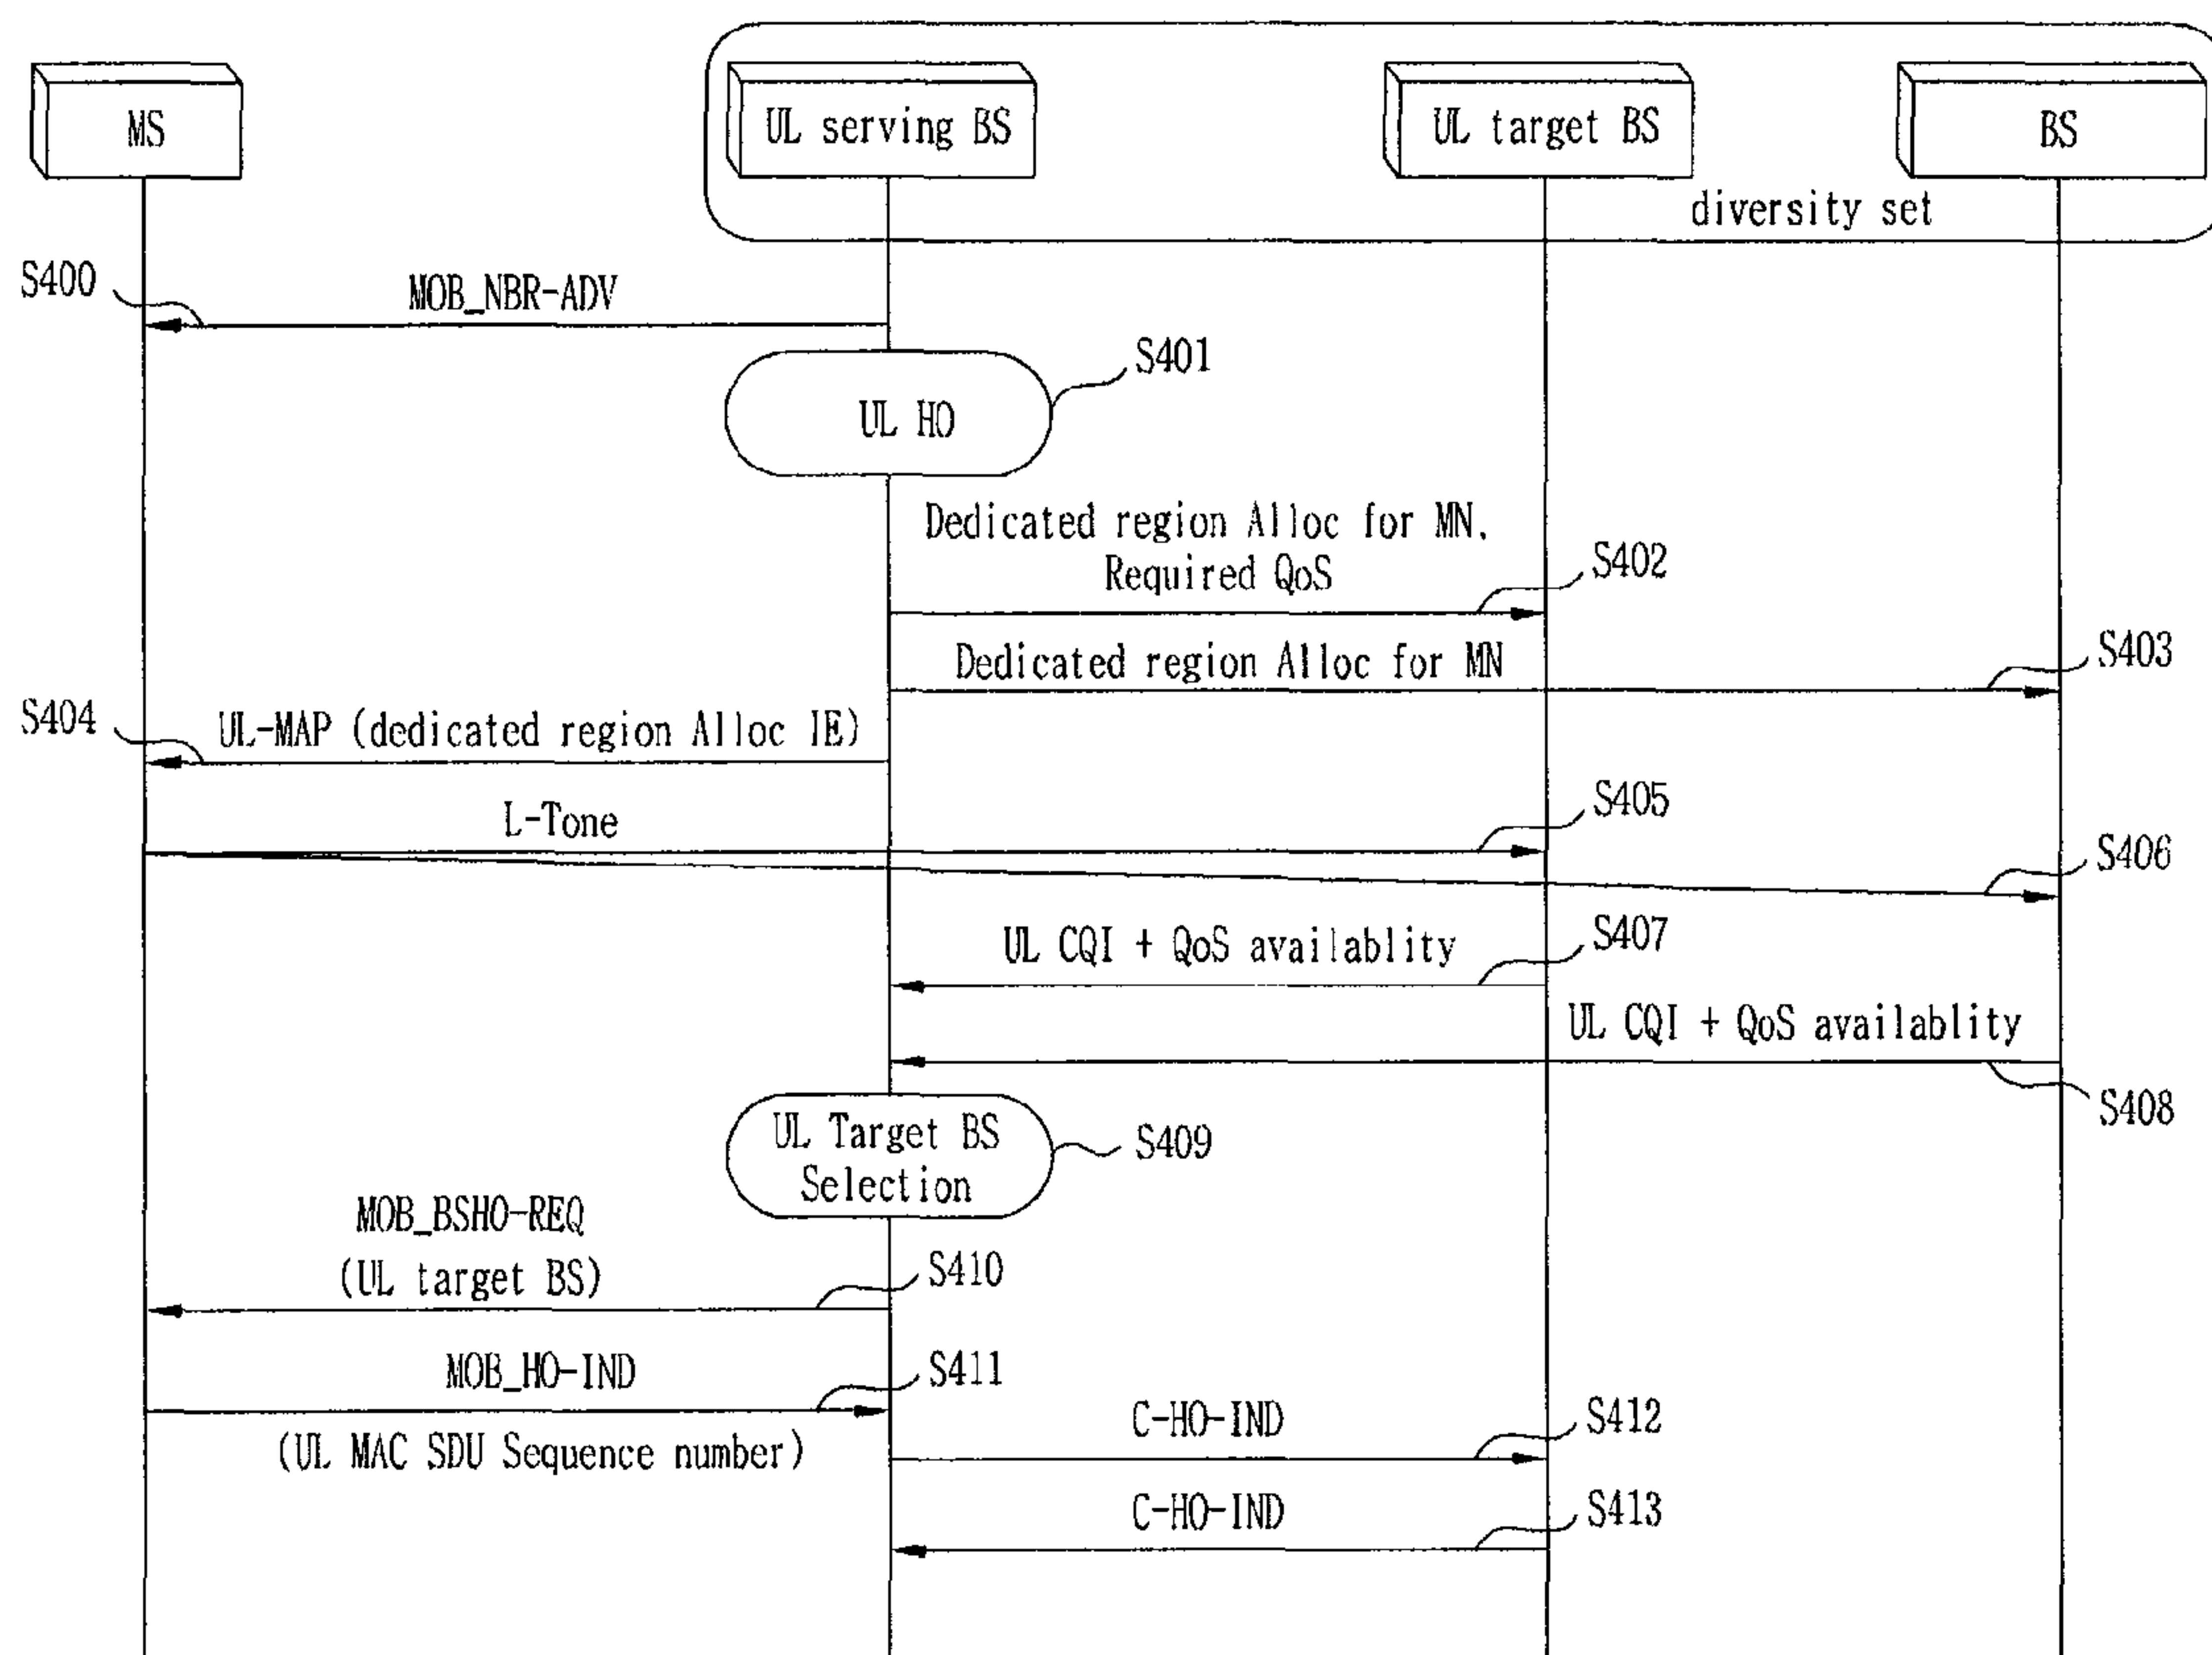 MS
UL serving BS
UL target BS
BS
diversity set
S400
MOB_NBR-ADV
S401
UL HO
Dedicated region Alloc for MN,
Required QoS
S402
Dedicated region Alloc for MN
S403
S404
UL-MAP (dedicated region Alloc IE)
L-Tone
S405
S406
UL CQI + QoS availablity
S407
UL CQI + QoS availablity
S408
UL Target BS
Selection
S409
MOB_BSHO-REQ
(UL target BS)
S410
MOB_HO-IND
S411
(UL MAC SDU Sequence number)
C-HO-IND
S412
C-HO-IND
S413